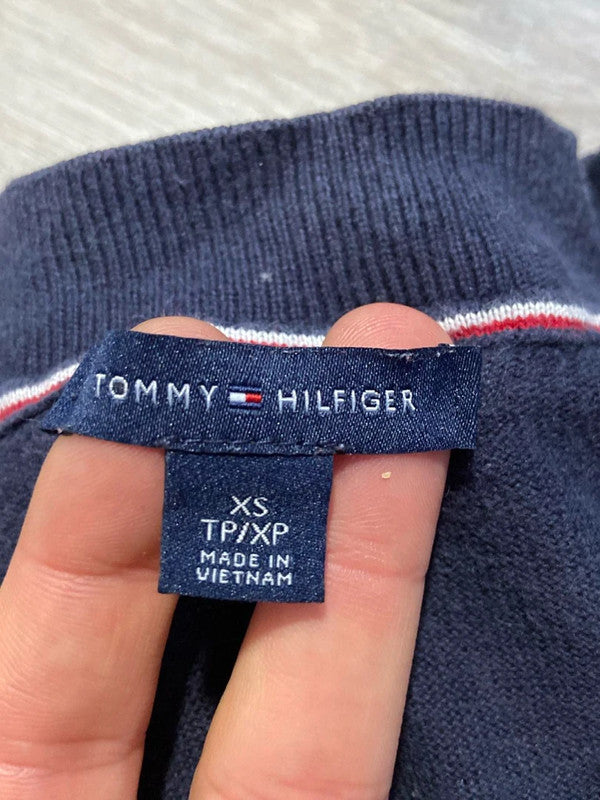 TOMMY HILFIGER
XS
TP/XP
MADE IN
VIETNAM